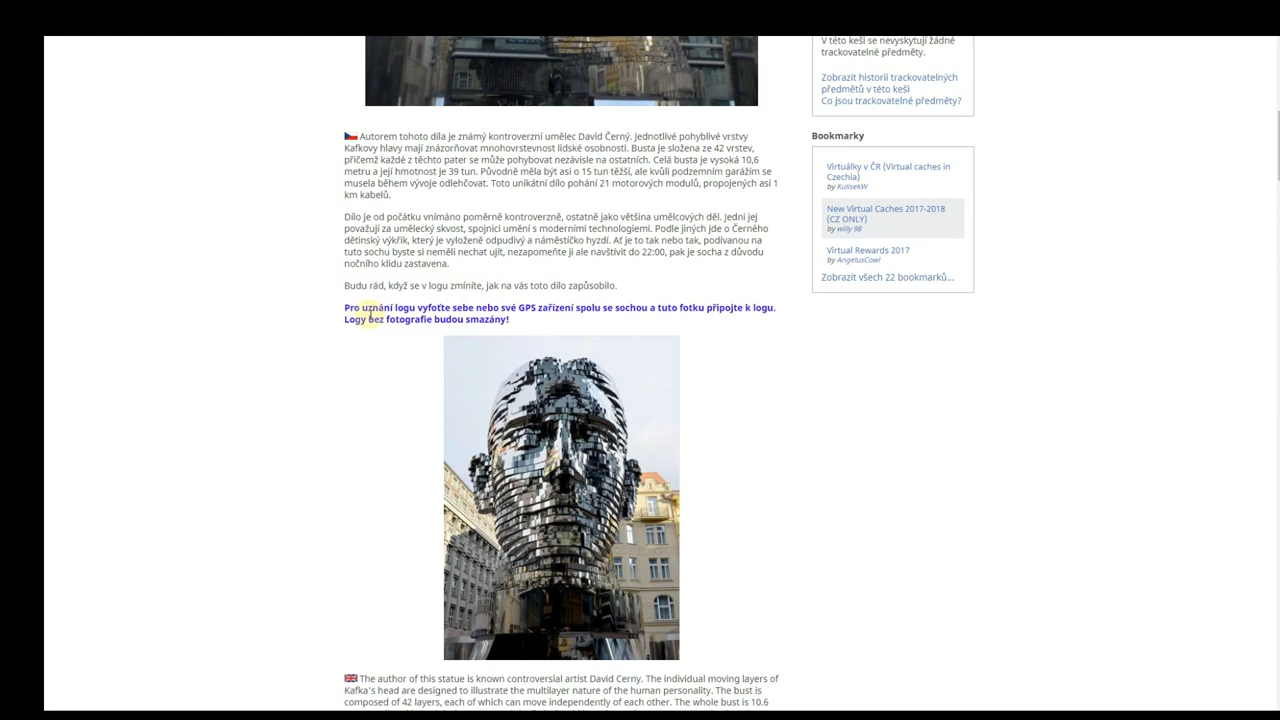 V této keši se nevyskytují žádné
trackovatelné předměty.
Zobrazit historii trackovatelných
předmětů v této keši
Co jsou trackovatelné předměty?
Autorem tohoto díla je známý kontroverzní umělec David Černý. Jednotlivé pohyblivé vrstvy
Kafkovy hlavy mají znázorňovat mnohovrstevnost lidské osobnosti. Busta je složena ze 42 vrstev,
přičemž každé z těchto pater se může pohybovat nezávisle na ostatních. Celá busta je vysoká 10,6
metru a její hmotnost je 39 tun. Původně měla být asi o 15 tun těžší, ale kvůli podzemním garážím se
musela během vývoje odlehčovat. Toto unikátní dílo pohání 21 motorových modulů, propojených asi 1
km kabelů.
Dílo je od počátku vnímáno poměrně kontroverzně, ostatně jako většina umělcových děl. Jedni jej
považují za umělecký skvost, spojnici umění s moderními technologiemi. Podle jiných jde o Černého
dětinský výkřik, který je vyloženě odpudivý a náměstíčko hyzdí. Ať je to tak nebo tak, podívanou na
tuto sochu byste si neměli nechat ujít, nezapomeňte ji ale navštívit do 22:00, pak je socha z důvodu
nočního klidu zastavena.
Budu rád, když se v logu zmíníte, jak na vás toto dílo zapůsobilo.
Pro uznání logu vyfoťte sebe nebo své GPS zařízení spolu se sochou a tuto fotku připojte k logu.
Logy bez fotografie budou smazány!
The author of this statue is known controversial artist David Cerny. The individual moving layers of
Kafka's head are designed to illustrate the multilayer nature of the human personality. The bust is
composed of 42 layers, each of which can move independently of each other. The whole bust is 10.6
Bookmarky
Virtuálky v ČR (Virtual caches in
Czechia)
by KulisekW
New Virtual Caches 2017-2018
(CZ ONLY)
by willy 98
Virtual Rewards 2017
by AngelusCowl
Zobrazit všech 22 bookmarků...